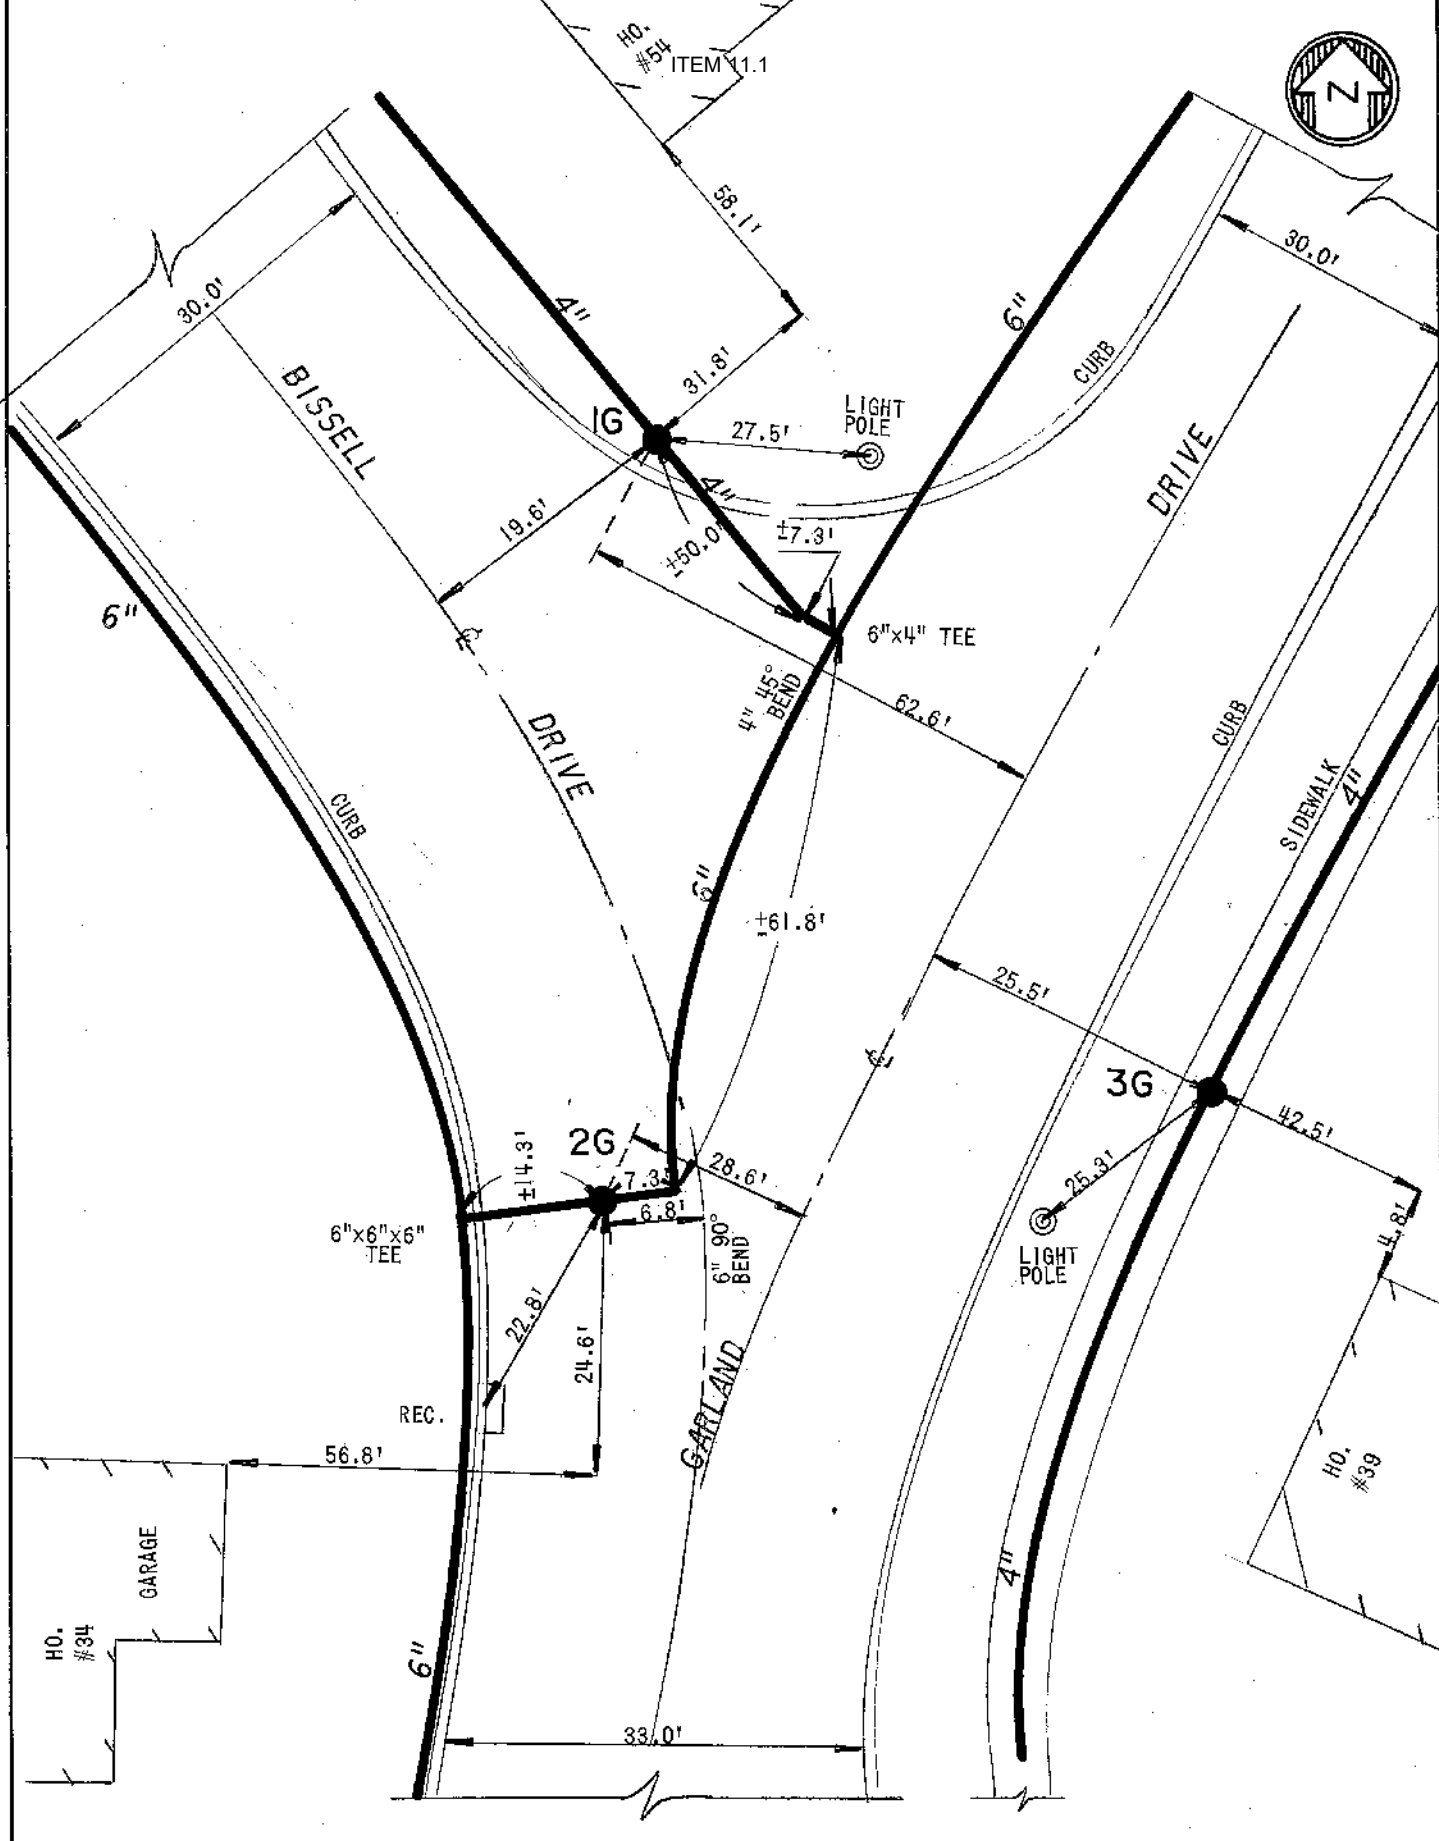 HO.
#54
ITEM 11.1
N
58.1'
30.0'
30.0'
4"
6"
31.8'
CURB
BISSELL
1G
27.5'
LIGHT
POLE
DRIVE
4"
19.6'
±50.0'
±7.3'
6"
6"x4" TEE
4" 45°
BEND
62.6'
CURB
DRIVE
CURB
SIDEWALK
4"
6"
±61.8'
25.5'
3G
42.5'
2G
±14.3'
7.3'
28.6'
25.3'
6.8'
6"x6"x6"
TEE
6" 90°
BEND
LIGHT
POLE
4.8'
22.8'
24.6'
GARLAND
REC.
56.8'
HO.
#39
GARAGE
4"
HO.
#34
6"
33.0'